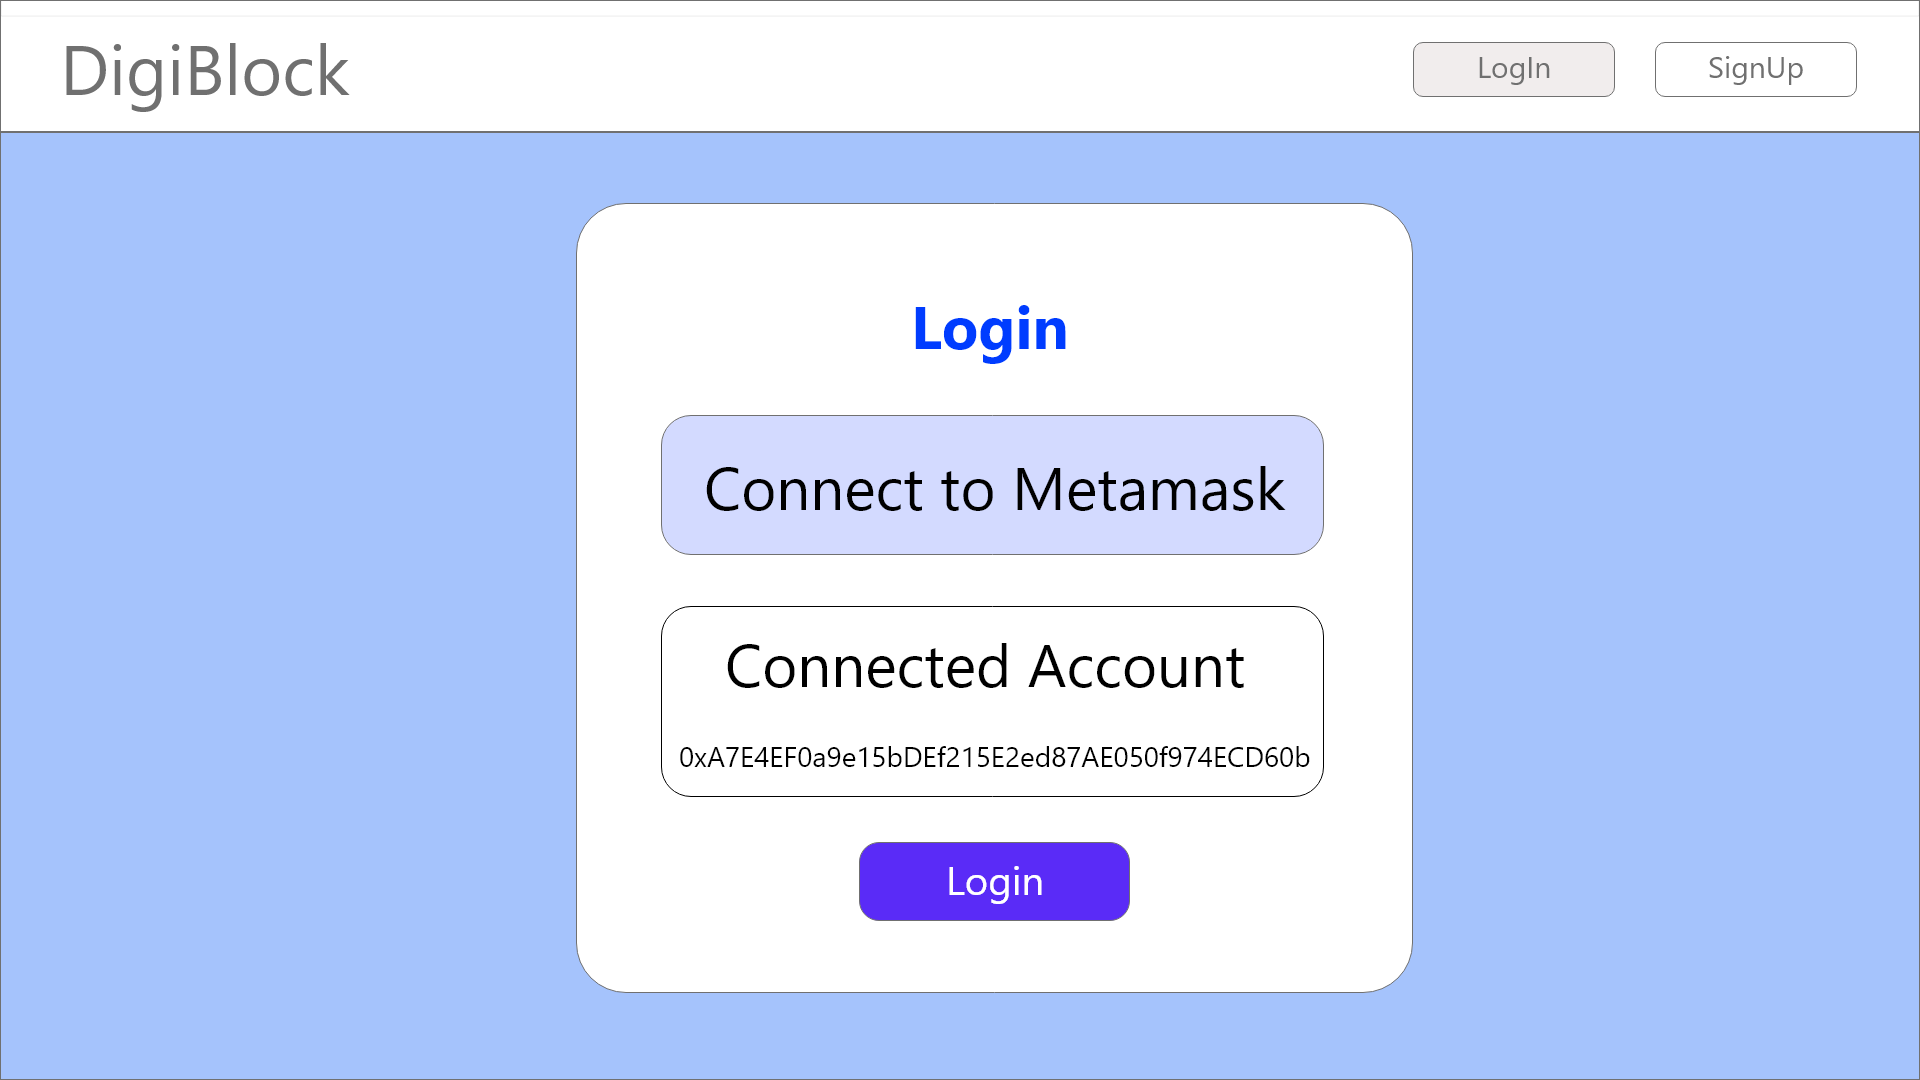 DigiBlock
LogIn
SignUp
Login
Connect to Metamask
Connected Account
0xA7E4EF0a9e15bDEf215E2ed87AE050f974ECD60b
Login